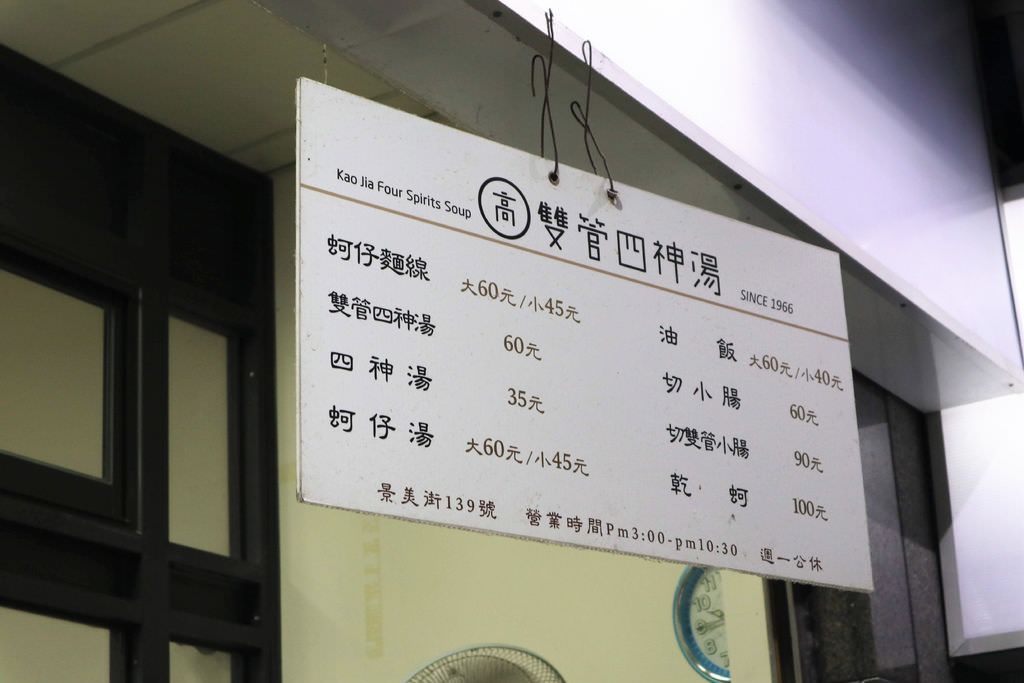 Kao Jia Four Spirits Soup 高 雙管四神湯 SINCE 1966
蚵仔麵線 大60元/小45元
雙管四神湯 60元
四神湯 35元
蚵仔湯 大60元/小45元
油飯 大60元/小40元
切小腸 60元
切雙管小腸 90元
乾蚵 100元
景美街139號 營業時間Pm3:00-pm10:30 週一公休
11
10
9
8